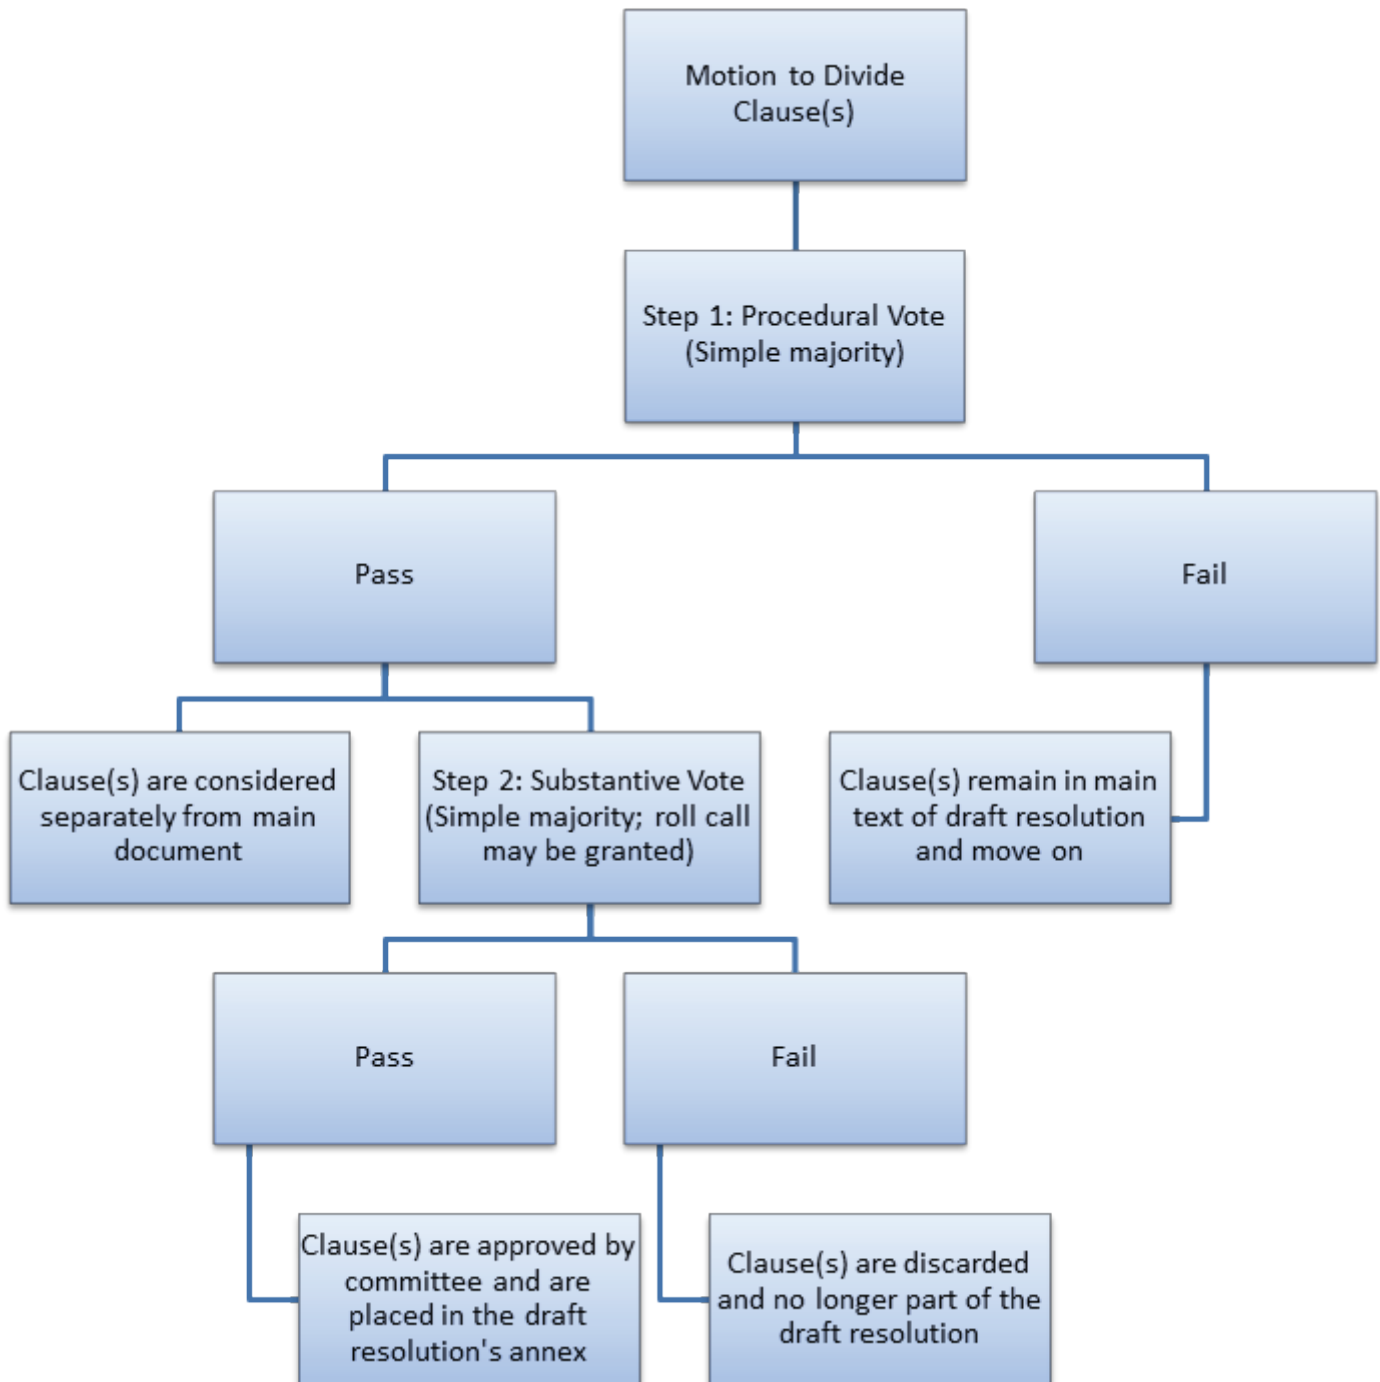 Motion to Divide
Clause(s)
Step 1: Procedural Vote
(Simple majority)
Pass
Fail
Clause(s) are considered
separately from main
document
Step 2: Substantive Vote
(Simple majority; roll call
may be granted)
Clause(s) remain in main
text of draft resolution
and move on
Pass
Fail
Clause(s) are approved by
committee and are
placed in the draft
resolution's annex
Clause(s) are discarded
and no longer part of the
draft resolution